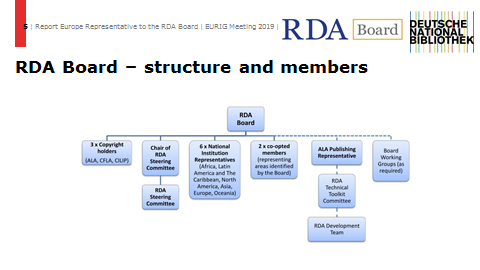 5 | Report Europe Representative to the RDA Board | EURIG Meeting 2019 |
RDA Board
DEUTSCHE
NATIONAL
BIBLIOTHEK
RDA Board – structure and members
RDA
Board
3 x Copyright
holders
(ALA, CFLA, CILIP)
Chair of
RDA
Steering
Committee
RDA
Steering
Committee
6 x National
Institution
Representatives
(Africa, Latin
America and The
Caribbean, North
America, Asia,
Europe, Oceania)
2 x co-opted
members
(representing
areas identified
by the Board)
ALA Publishing
Representative
RDA
Technical
Toolkit
Committee
RDA Development
Team
Board
Working
Groups (as
required)